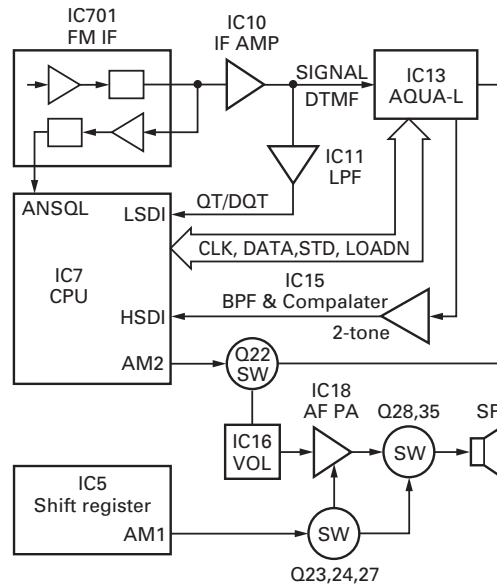 IC701
FM IF
IC10
IF AMP
SIGNAL
DTMF
IC13
AQUA-L
IC11
LPF
ANSQL
LSDI
QT/DQT
CLK, DATA,STD, LOADN
IC7
CPU
IC15
BPF & Compalater
HSDI
2-tone
AM2
Q22
SW
IC18
AF PA
Q28,35
SP
IC16
VOL
SW
IC5
Shift register
AM1
SW
Q23,24,27